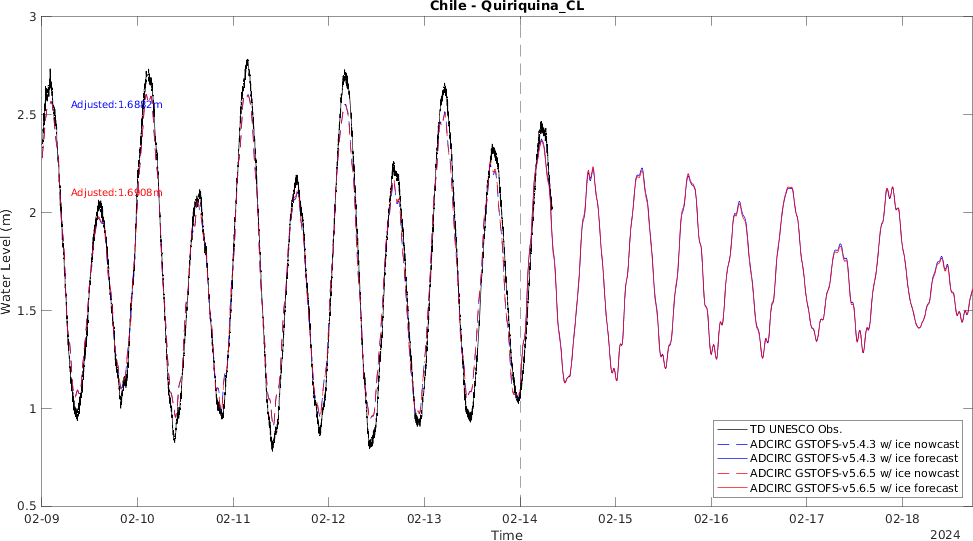 Chile - Quiriquina_CL
3
2.5
2
1.5
1
0.5
Water Level (m)
Adjusted:1.6882m
Adjusted:1.6908m
TD UNESCO Obs.
ADCIRC GSTOFS-v5.4.3 w/ ice nowcast
ADCIRC GSTOFS-v5.4.3 w/ ice forecast
ADCIRC GSTOFS-v5.6.5 w/ ice nowcast
ADCIRC GSTOFS-v5.6.5 w/ ice forecast
02-09 02-10 02-11 02-12 02-13 02-14 02-15 02-16 02-17 02-18
Time
2024